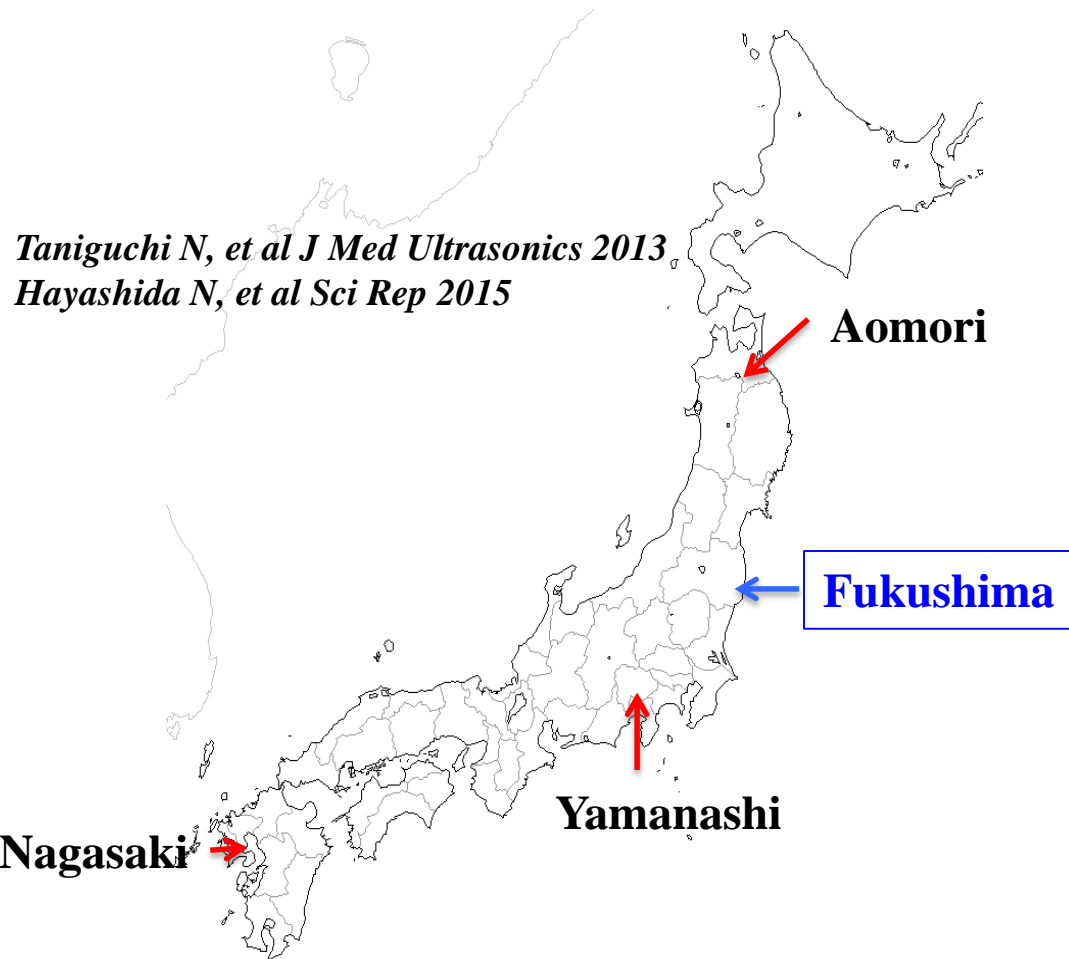 Taniguchi N, et al J Med Ultrasonics 2013
Hayashida N, et al Sci Rep 2015
Aomori
Fukushima
Yamanashi
Nagasaki